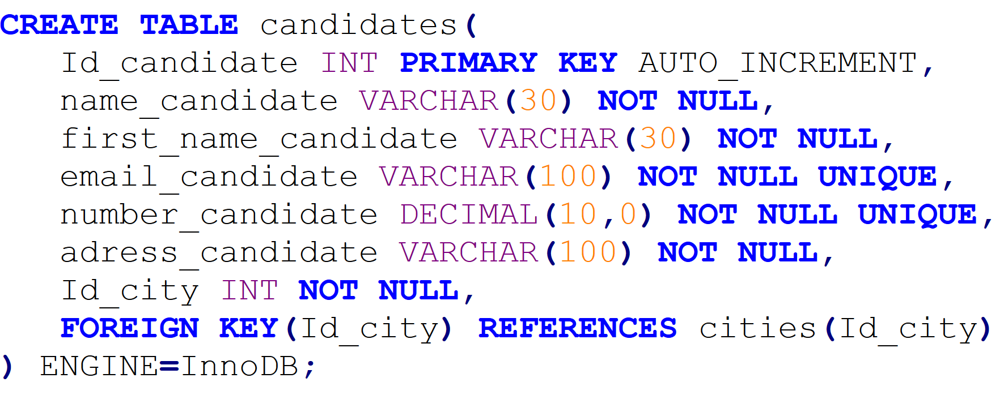 CREATE TABLE candidates(
Id_candidate INT PRIMARY KEY AUTO_INCREMENT,
name_candidate VARCHAR(30) NOT NULL,
first_name_candidate VARCHAR(30) NOT NULL,
email_candidate VARCHAR(100) NOT NULL UNIQUE,
number_candidate DECIMAL(10,0) NOT NULL UNIQUE,
adress_candidate VARCHAR(100) NOT NULL,
Id_city INT NOT NULL,
FOREIGN KEY(Id_city) REFERENCES cities(Id_city)
) ENGINE=InnoDB;